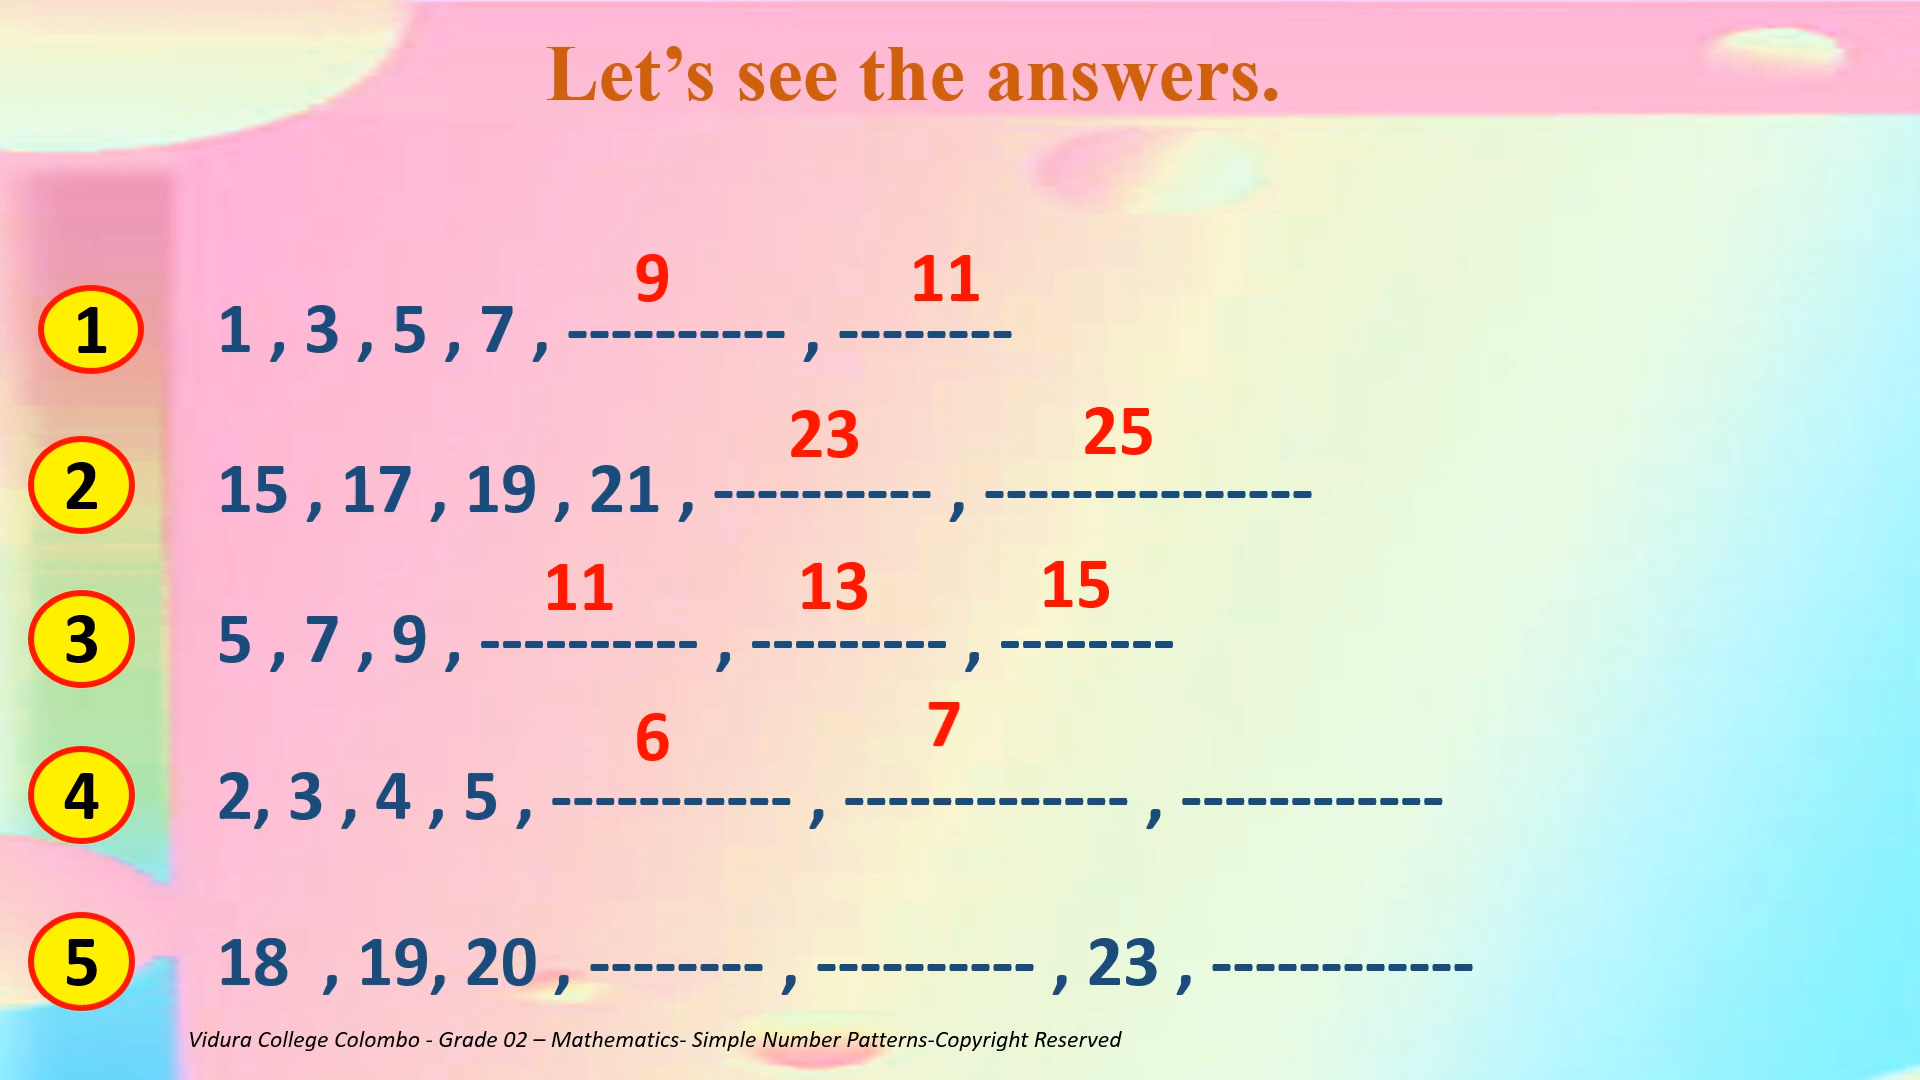 Let’s see the answers.
9 11
1 1 , 3 , 5 , 7 , ---------- , --------
23 25
2 15 , 17 , 19 , 21 , ---------- , ---------------
11 13 15
3 5 , 7 , 9 , ---------- , --------- , --------
6 7
4 2, 3 , 4 , 5 , ----------- , ------------- , ------------
5 18 , 19, 20 , -------- , ---------- , 23 , ------------
Vidura College Colombo - Grade 02 – Mathematics- Simple Number Patterns-Copyright Reserved